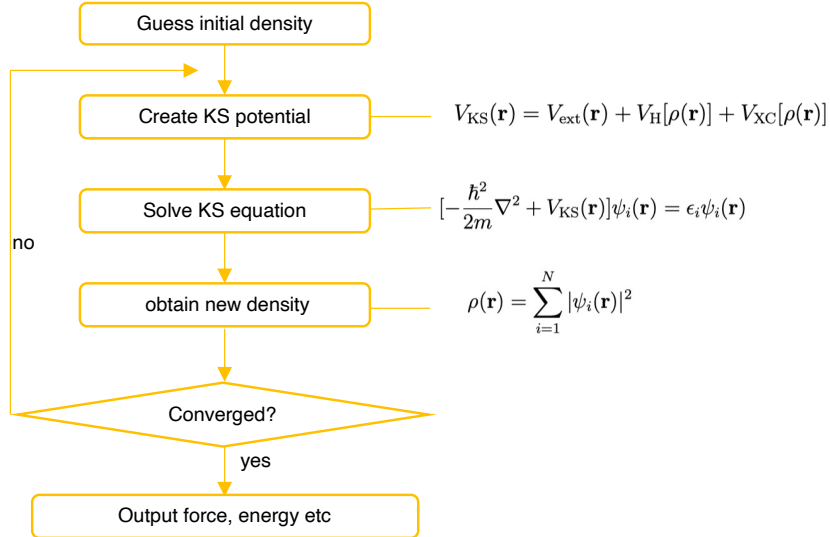 Guess initial density
Create KS potential
V_KS(𝐫) = V_ext(𝐫) + V_H[ρ(𝐫)] + V_XC[ρ(𝐫)]
Solve KS equation
[−ℏ²/2m ∇² + V_KS(𝐫)]ψ_i(𝐫) = ϵ_iψ_i(𝐫)
no
obtain new density
ρ(𝐫) = ∑_{i=1}^{N} |ψ_i(𝐫)|²
Converged?
yes
Output force, energy etc